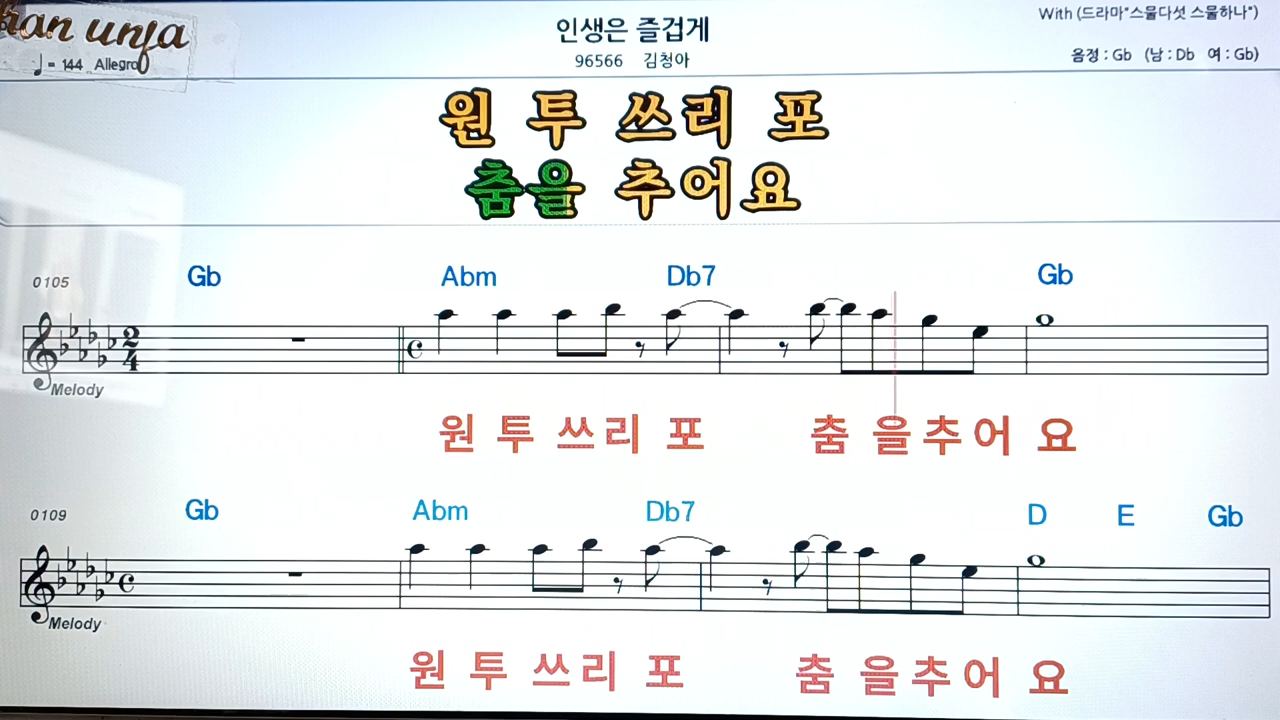 han unja
♩= 144 Allegro
인생은 즐겁게
96566 김청아
With (드라마"스물다섯 스물하나")
음정 : Gb (남 : Db 여 : Gb)
원 투 쓰리 포
춤을 추어요
0105 Gb Abm Db7 Gb
2/4
Melody
원 투 쓰리 포 춤 을추어 요
0109 Gb Abm Db7 D E Gb
Melody
원 투 쓰리 포 춤 을추어 요